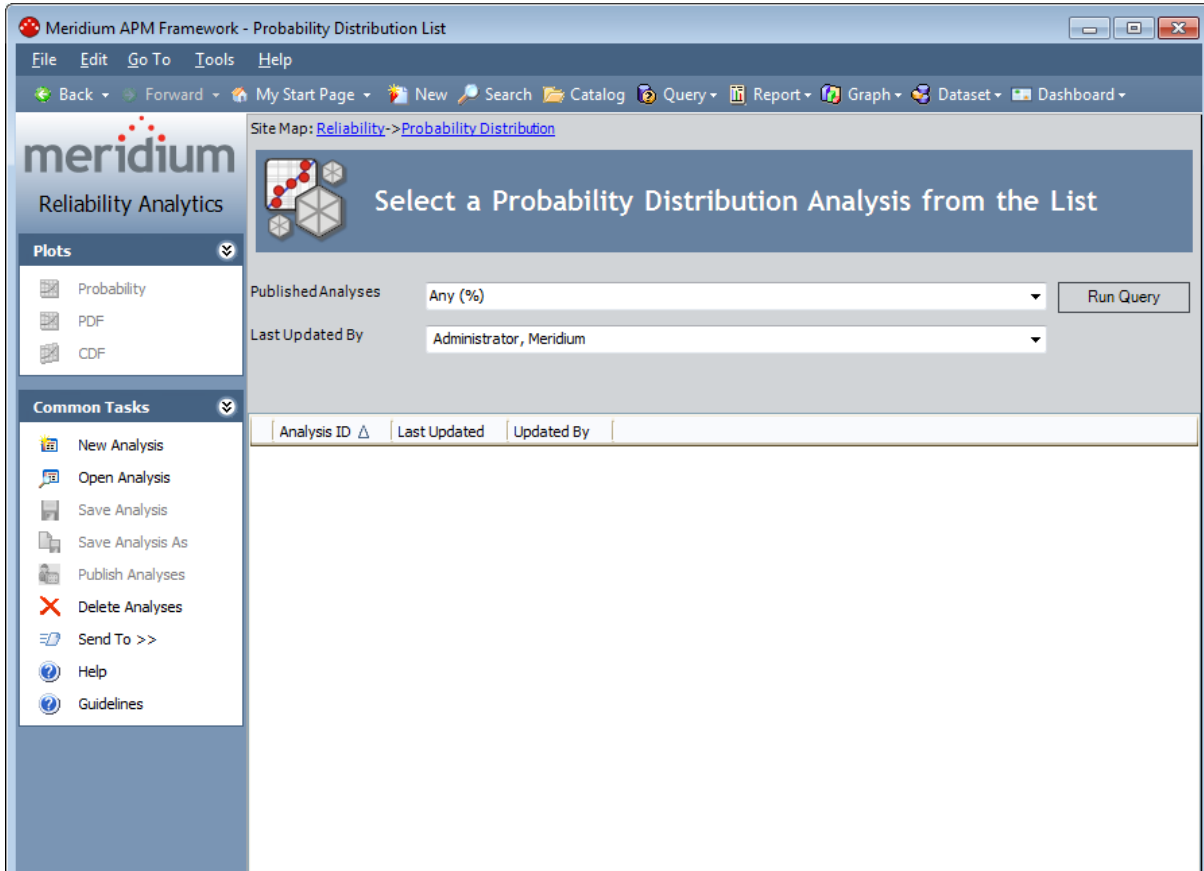 Meridium APM Framework - Probability Distribution List
File Edit Go To Tools Help
Back Forward My Start Page New Search Catalog Query Report Graph Dataset Dashboard
meridium
Reliability Analytics
Plots
Probability
PDF
CDF
Common Tasks
New Analysis
Open Analysis
Save Analysis
Save Analysis As
Publish Analyses
Delete Analyses
Send To >>
Help
Guidelines
Site Map: Reliability->Probability Distribution
Select a Probability Distribution Analysis from the List
Published Analyses Any (%) Run Query
Last Updated By Administrator, Meridium
Analysis ID Last Updated Updated By